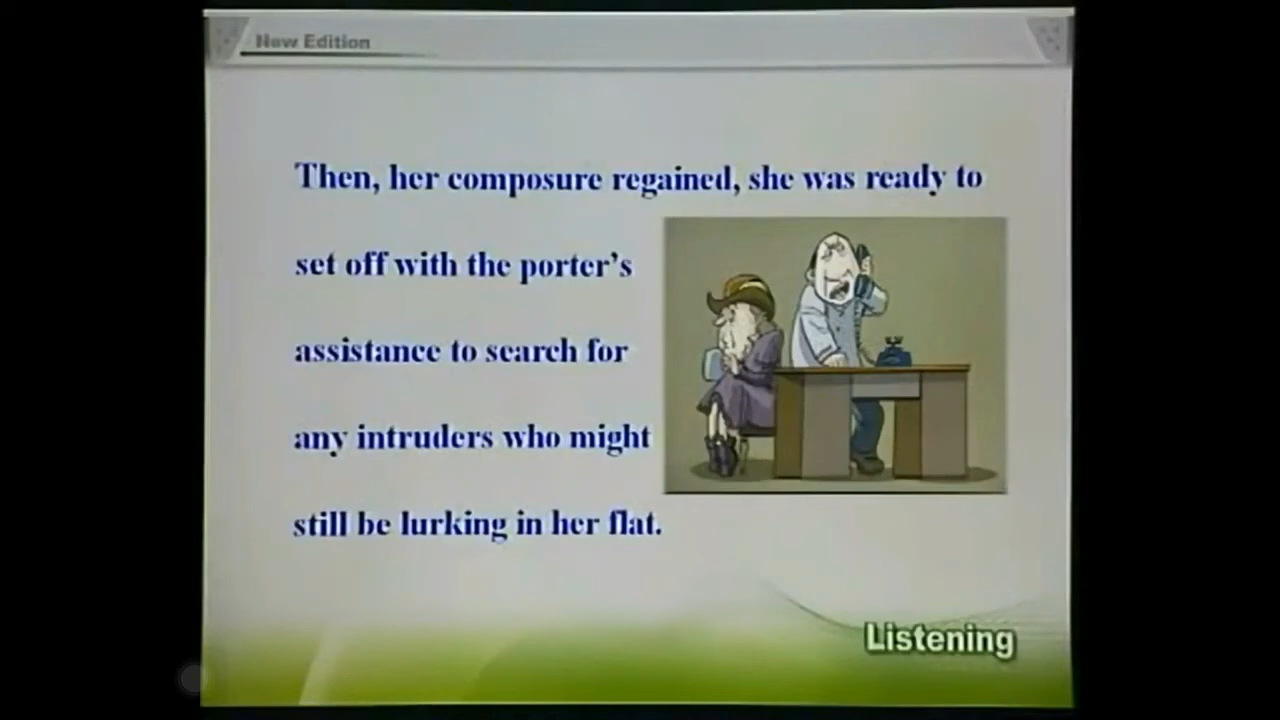 New Edition
Then, her composure regained, she was ready to
set off with the porter's
assistance to search for
any intruders who might
still be lurking in her flat.
Listening